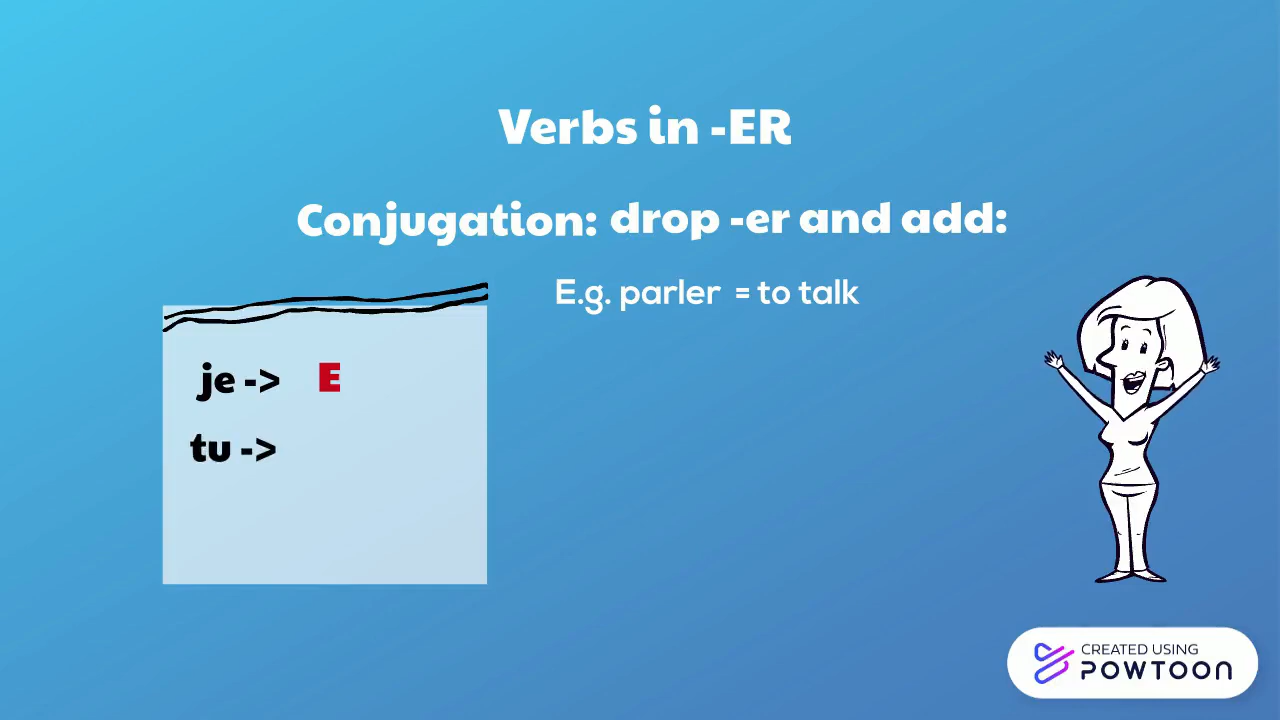 Verbs in -ER
Conjugation: drop -er and add:
E.g. parler = to talk
je -> E
tu ->
CREATED USING
POWTOON